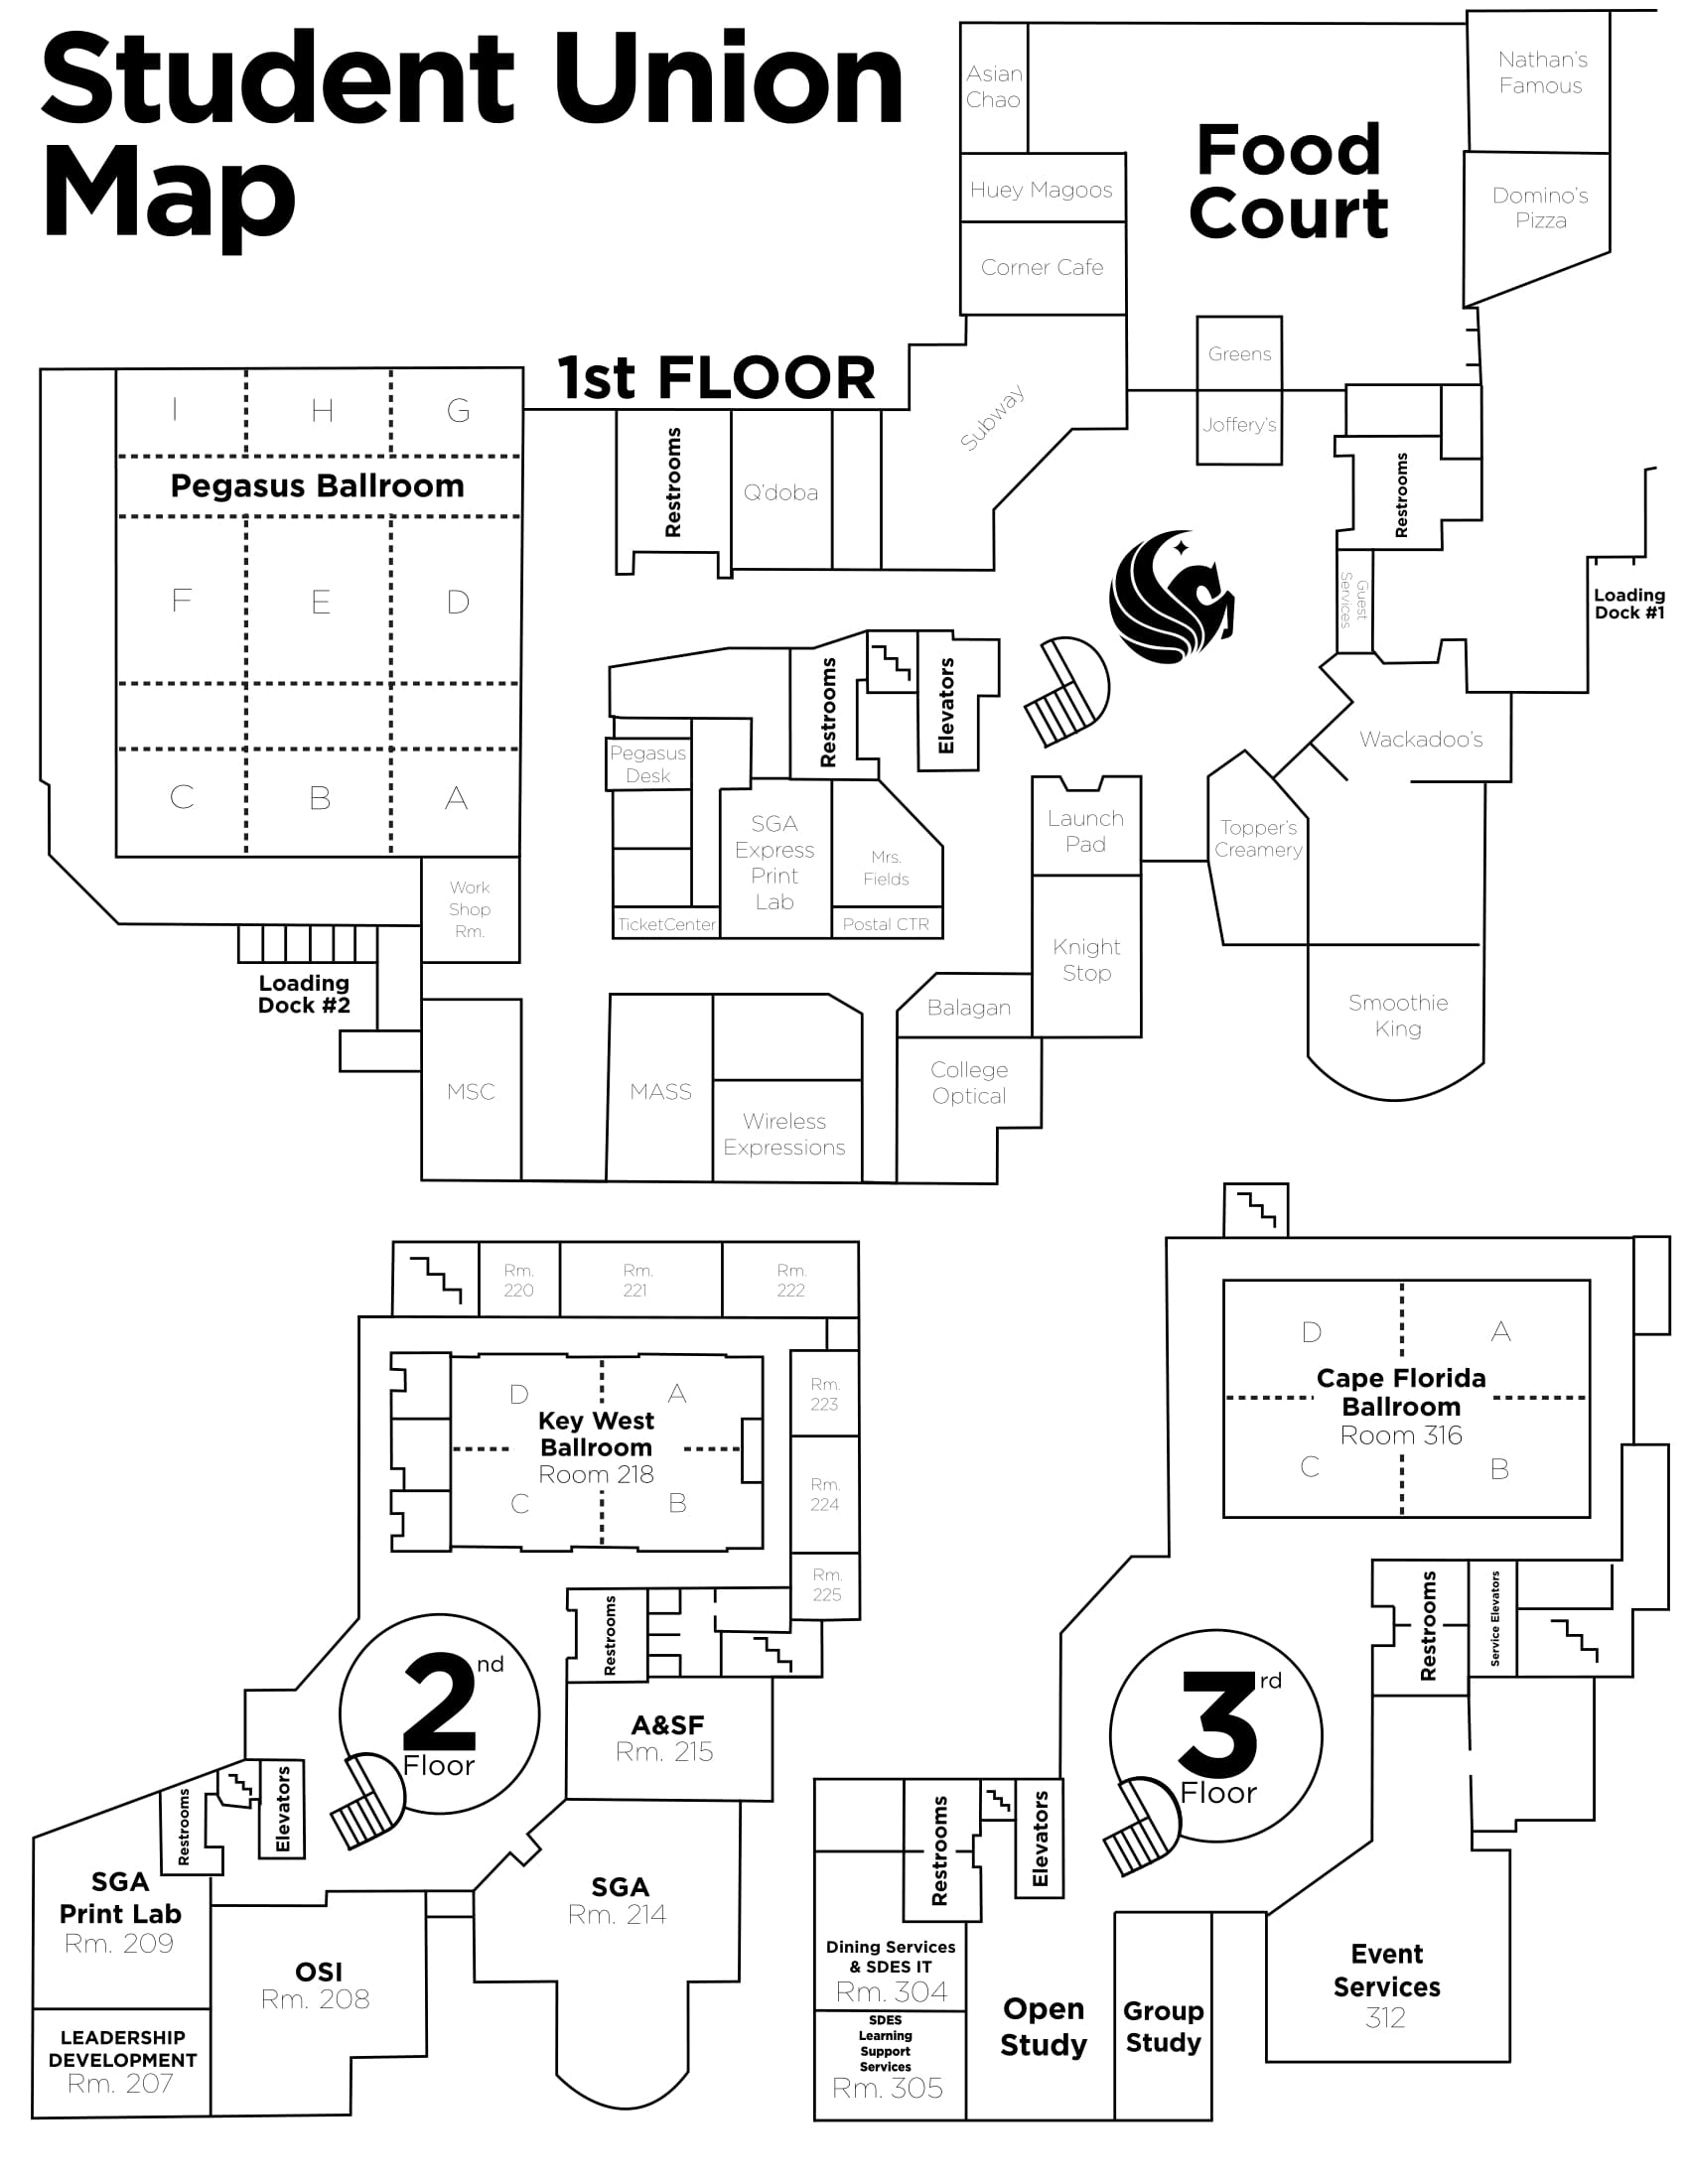 Student Union
Map
Asian
Chao
Huey Magoos
Corner Cafe
Food
Court
Nathan's
Famous
Domino's
Pizza
1st FLOOR
Subway
Greens
Joffery's
I
H
G
Pegasus Ballroom
F
E
D
C
B
A
Restrooms
Q'doba
Restrooms
Guest
Services
Loading
Dock #1
Restrooms
Elevators
Pegasus
Desk
SGA
Express
Print
Lab
Mrs.
Fields
TicketCenter
Postal CTR
Wackadoo's
Launch
Pad
Topper's
Creamery
Knight
Stop
Work
Shop
Rm.
Loading
Dock #2
Balagan
Smoothie
King
MSC
MASS
Wireless
Expressions
College
Optical
Rm.
220
Rm.
221
Rm.
222
D
A
Key West
Ballroom
Room 218
C
B
Rm.
223
Rm.
224
Rm.
225
Restrooms
2nd
Floor
A&SF
Rm. 215
Restrooms
Elevators
SGA
Print Lab
Rm. 209
OSI
Rm. 208
SGA
Rm. 214
LEADERSHIP
DEVELOPMENT
Rm. 207
D
A
Cape Florida
Ballroom
Room 316
C
B
Restrooms
Service Elevators
3rd
Floor
Restrooms
Elevators
Dining Services
& SDES IT
Rm. 304
SDES
Learning
Support
Services
Rm. 305
Open
Study
Group
Study
Event
Services
312